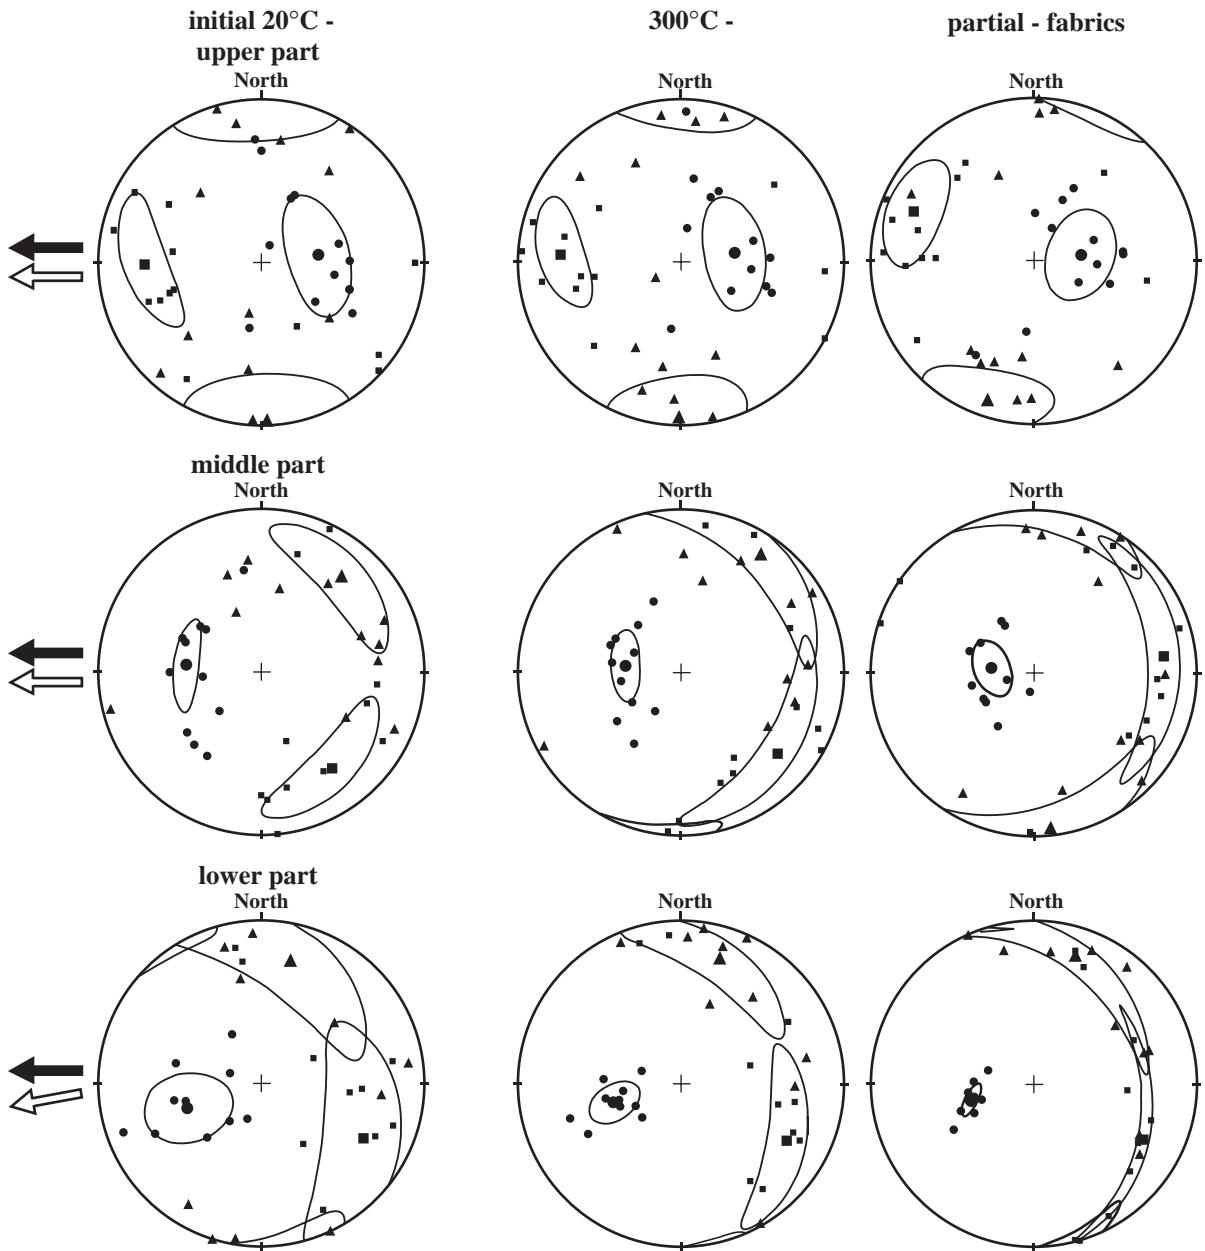 initial 20°C -
upper part
300°C -
partial - fabrics
North
North
North
middle part
North
North
North
lower part
North
North
North